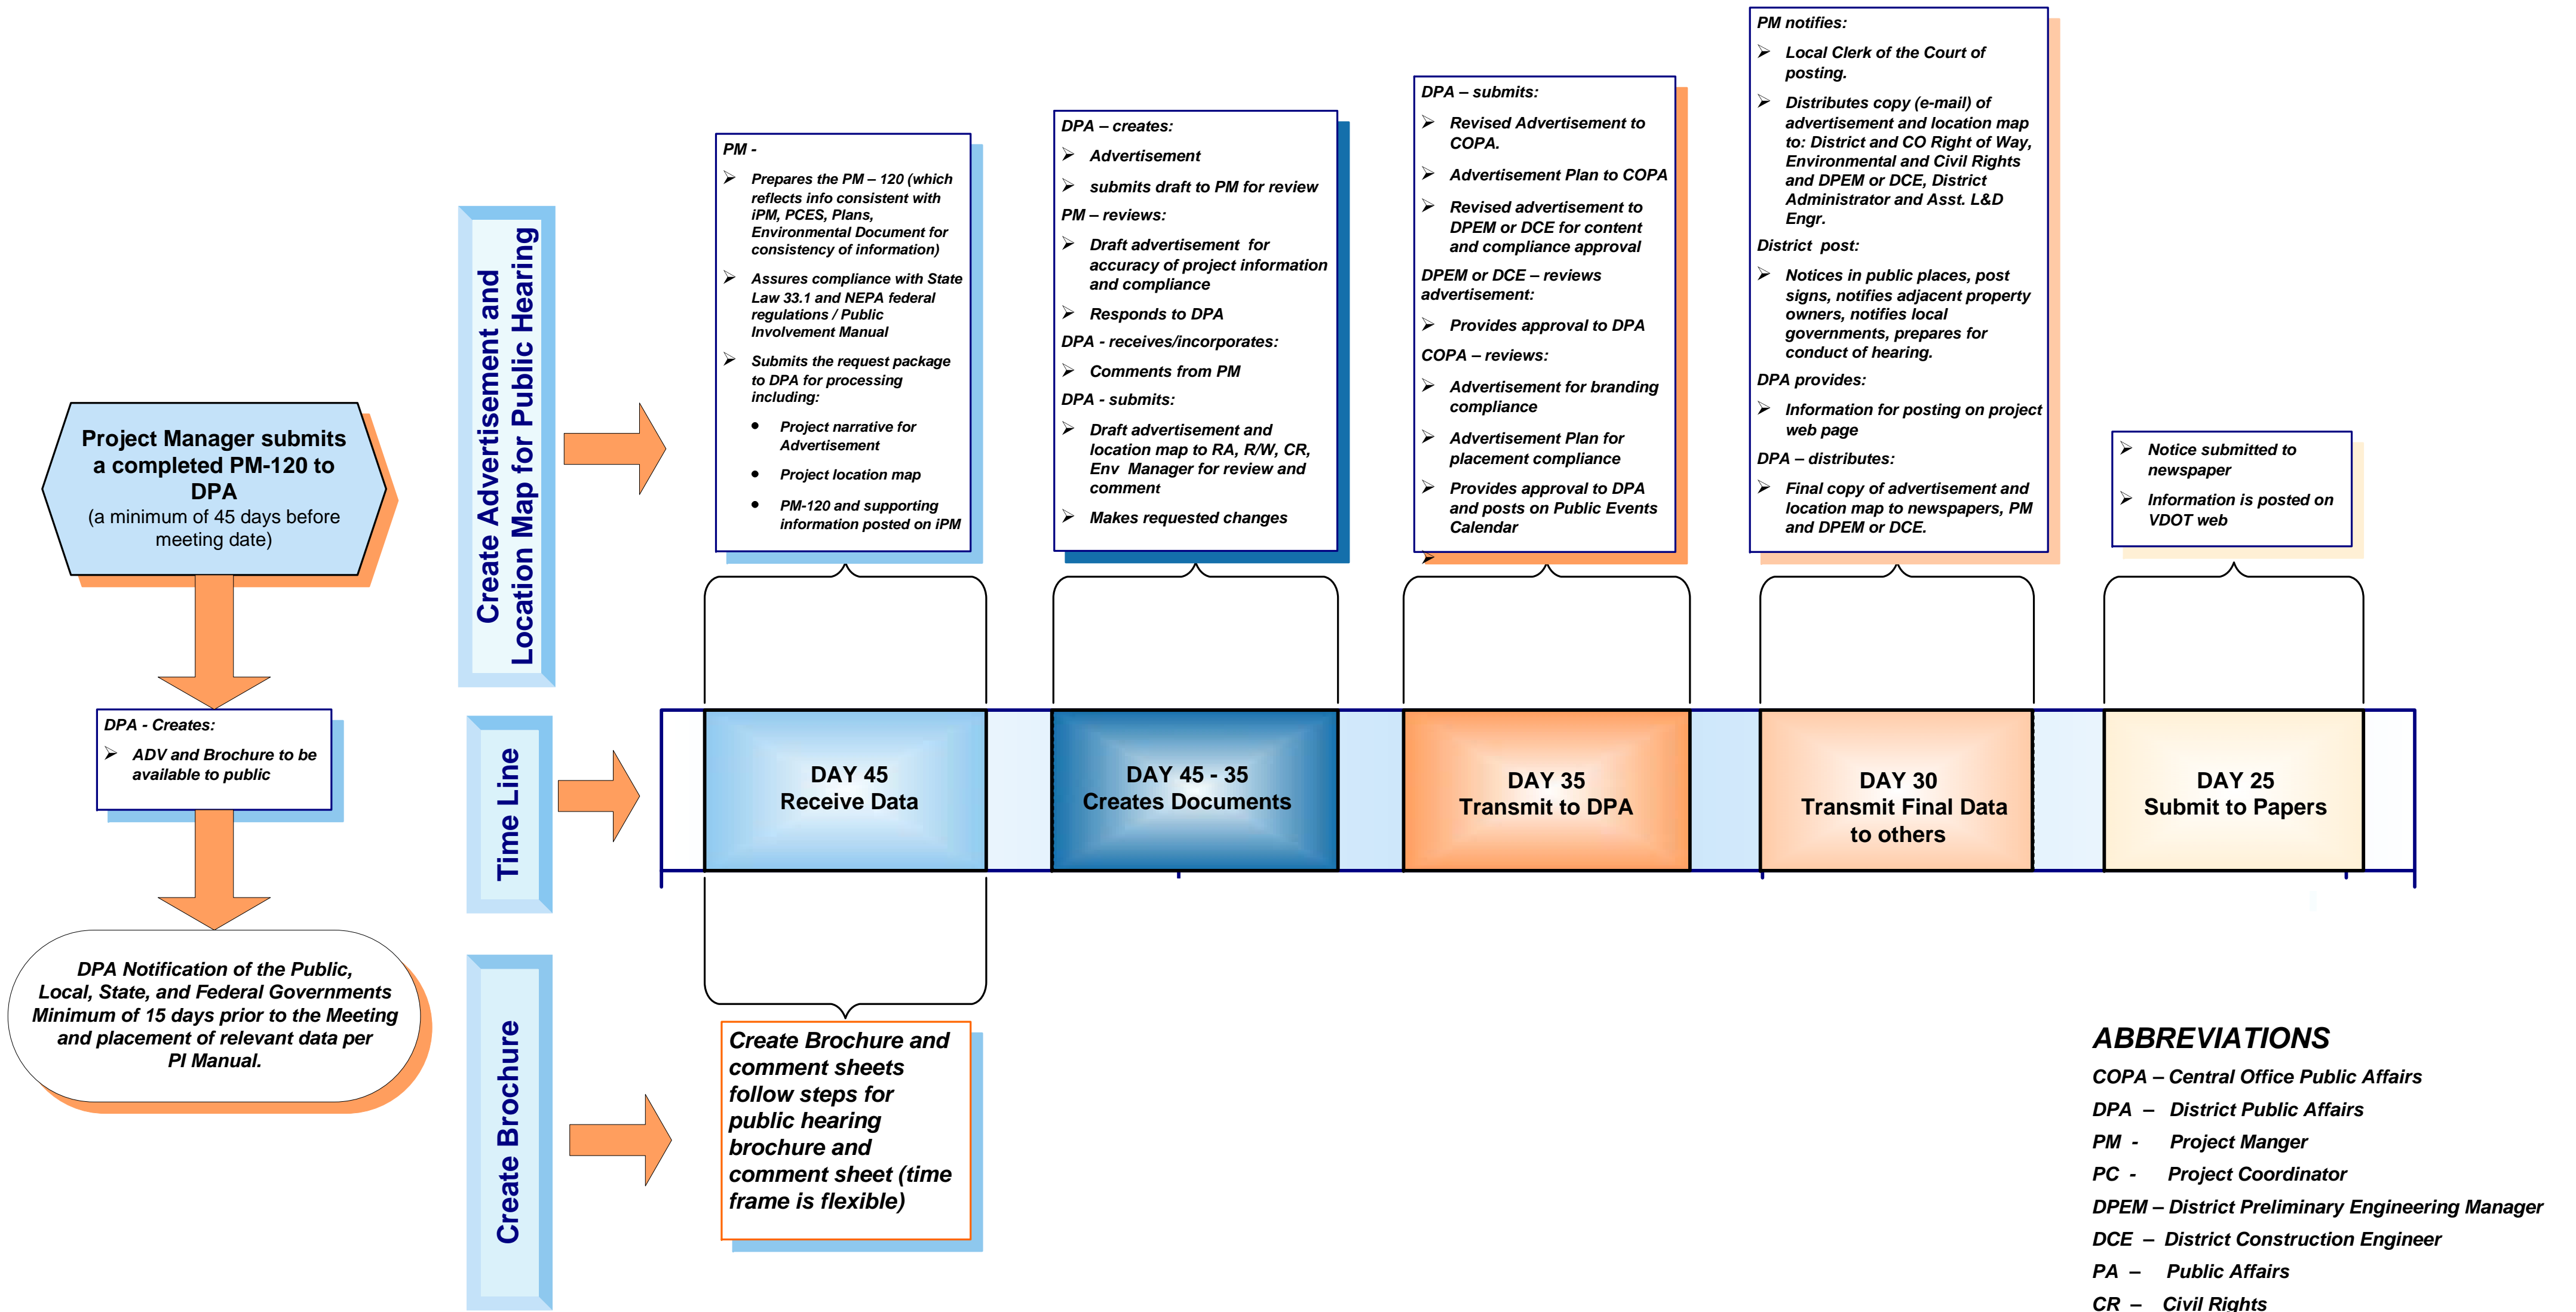 Project Manager submits
a completed PM-120 to
DPA
(a minimum of 45 days before
meeting date)
DPA - Creates:
➢ ADV and Brochure to be
available to public
DPA Notification of the Public,
Local, State, and Federal Governments
Minimum of 15 days prior to the Meeting
and placement of relevant data per
PI Manual.
Create Advertisement and
Location Map for Public Hearing
PM -
➢ Prepares the PM – 120 (which
reflects info consistent with
iPM, PCES, Plans,
Environmental Document for
consistency of information)
➢ Assures compliance with State
Law 33.1 and NEPA federal
regulations / Public
Involvement Manual
➢ Submits the request package
to DPA for processing
including:
• Project narrative for
Advertisement
• Project location map
• PM-120 and supporting
information posted on iPM
DPA – creates:
➢ Advertisement
➢ submits draft to PM for review
PM – reviews:
➢ Draft advertisement for
accuracy of project information
and compliance
➢ Responds to DPA
DPA - receives/incorporates:
➢ Comments from PM
DPA - submits:
➢ Draft advertisement and
location map to RA, R/W, CR,
Env Manager for review and
comment
➢ Makes requested changes
DPA – submits:
➢ Revised Advertisement to
COPA.
➢ Advertisement Plan to COPA
➢ Revised advertisement to
DPEM or DCE for content
and compliance approval
DPEM or DCE – reviews
advertisement:
➢ Provides approval to DPA
COPA – reviews:
➢ Advertisement for branding
compliance
➢ Advertisement Plan for
placement compliance
➢ Provides approval to DPA
and posts on Public Events
Calendar
➢
PM notifies:
➢ Local Clerk of the Court of
posting.
➢ Distributes copy (e-mail) of
advertisement and location map
to: District and CO Right of Way,
Environmental and Civil Rights
and DPEM or DCE, District
Administrator and Asst. L&D
Engr.
District post:
➢ Notices in public places, post
signs, notifies adjacent property
owners, notifies local
governments, prepares for
conduct of hearing.
DPA provides:
➢ Information for posting on project
web page
DPA – distributes:
➢ Final copy of advertisement and
location map to newspapers, PM
and DPEM or DCE.
➢ Notice submitted to
newspaper
➢ Information is posted on
VDOT web
Time Line
DAY 45
Receive Data
DAY 45 - 35
Creates Documents
DAY 35
Transmit to DPA
DAY 30
Transmit Final Data
to others
DAY 25
Submit to Papers
Create Brochure
Create Brochure and
comment sheets
follow steps for
public hearing
brochure and
comment sheet (time
frame is flexible)
ABBREVIATIONS
COPA – Central Office Public Affairs
DPA – District Public Affairs
PM - Project Manger
PC - Project Coordinator
DPEM – District Preliminary Engineering Manager
DCE – District Construction Engineer
PA – Public Affairs
CR – Civil Rights